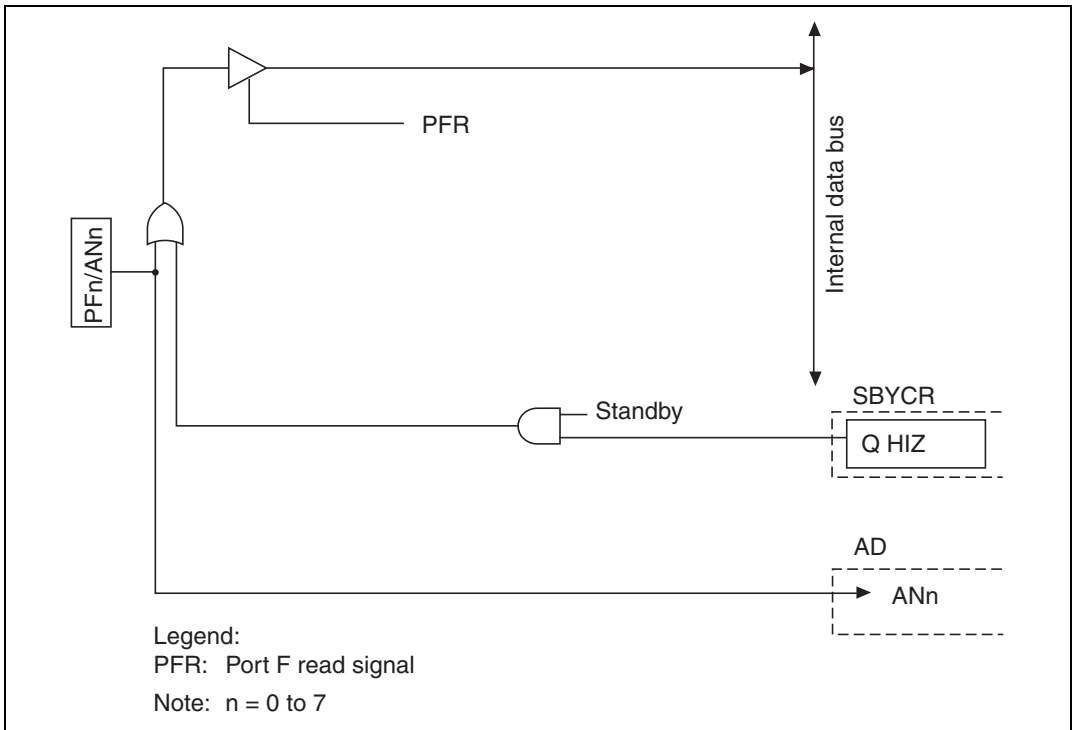 PFR
Internal data bus
PFn/ANn
Standby
SBYCR
Q HIZ
AD
ANn
Legend:
PFR: Port F read signal
Note: n = 0 to 7